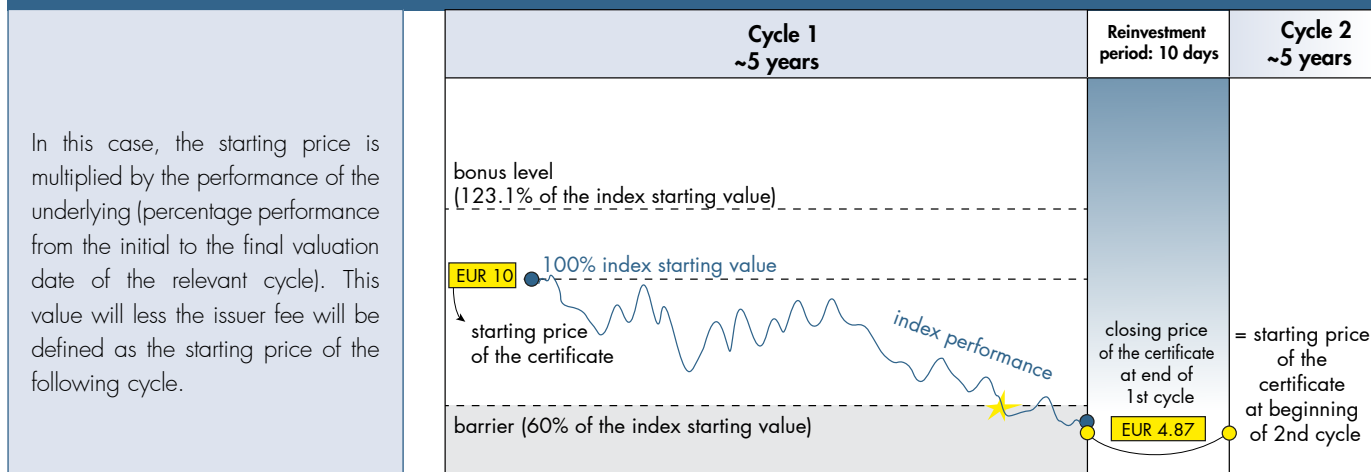 In this case, the starting price is
multiplied by the performance of the
underlying (percentage performance
from the initial to the final valuation
date of the relevant cycle). This
value will less the issuer fee will be
defined as the starting price of the
following cycle.
Cycle 1
~5 years
Reinvestment
period: 10 days
Cycle 2
~5 years
bonus level
(123.1% of the index starting value)
EUR 10
100% index starting value
starting price
of the certificate
index performance
barrier (60% of the index starting value)
closing price
of the certificate
at end of
1st cycle
EUR 4.87
= starting price
of the
certificate
at beginning
of 2nd cycle